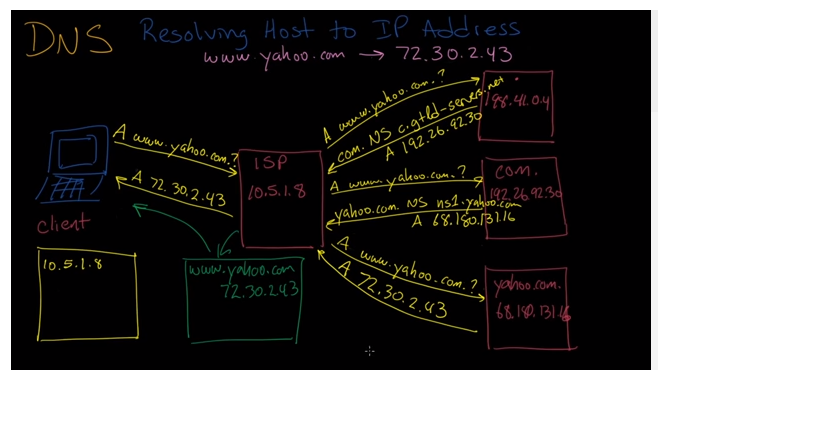 DNS Resolving Host to IP Address
www.yahoo.com → 72.30.2.43
A www.yahoo.com.?
A 72.30.2.43
client
10.5.1.8
ISP
10.5.1.8
www.yahoo.com
72.30.2.43
A www.yahoo.com.?
com. NS c.gtld-servers.net
A 192.26.92.30
.
198.41.0.4
A www.yahoo.com.?
yahoo.com. NS ns1.yahoo.com
A 68.180.131.16
com.
192.26.92.30
A www.yahoo.com.?
A 72.30.2.43
yahoo.com.
68.180.131.16